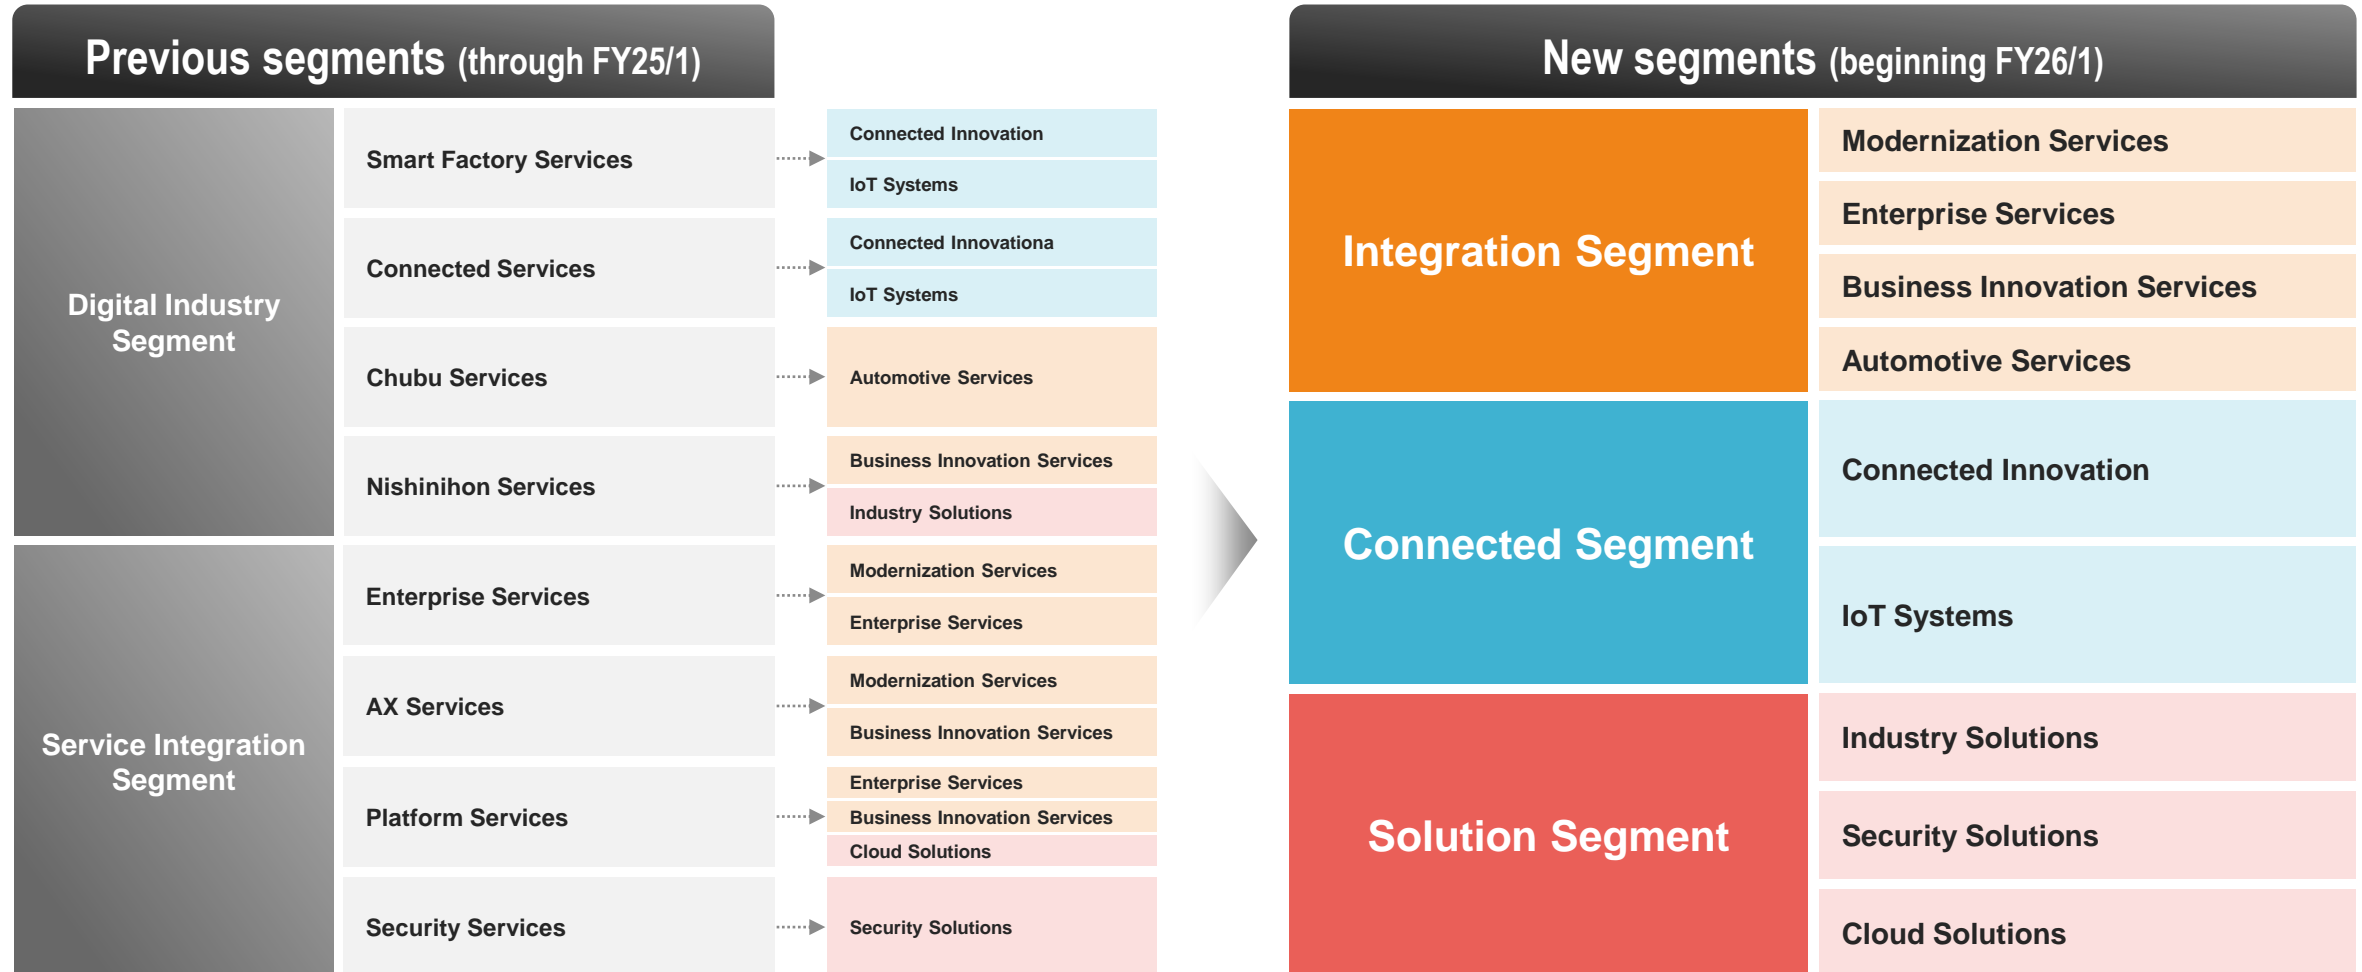 Previous segments (through FY25/1)
Digital Industry
Segment
Smart Factory Services
Connected Innovation
IoT Systems
Connected Services
Connected Innovationa
IoT Systems
Chubu Services
Automotive Services
Nishinihon Services
Business Innovation Services
Industry Solutions
Service Integration
Segment
Enterprise Services
Modernization Services
Enterprise Services
AX Services
Modernization Services
Business Innovation Services
Platform Services
Enterprise Services
Business Innovation Services
Cloud Solutions
Security Services
Security Solutions
New segments (beginning FY26/1)
Integration Segment
Modernization Services
Enterprise Services
Business Innovation Services
Automotive Services
Connected Segment
Connected Innovation
IoT Systems
Solution Segment
Industry Solutions
Security Solutions
Cloud Solutions